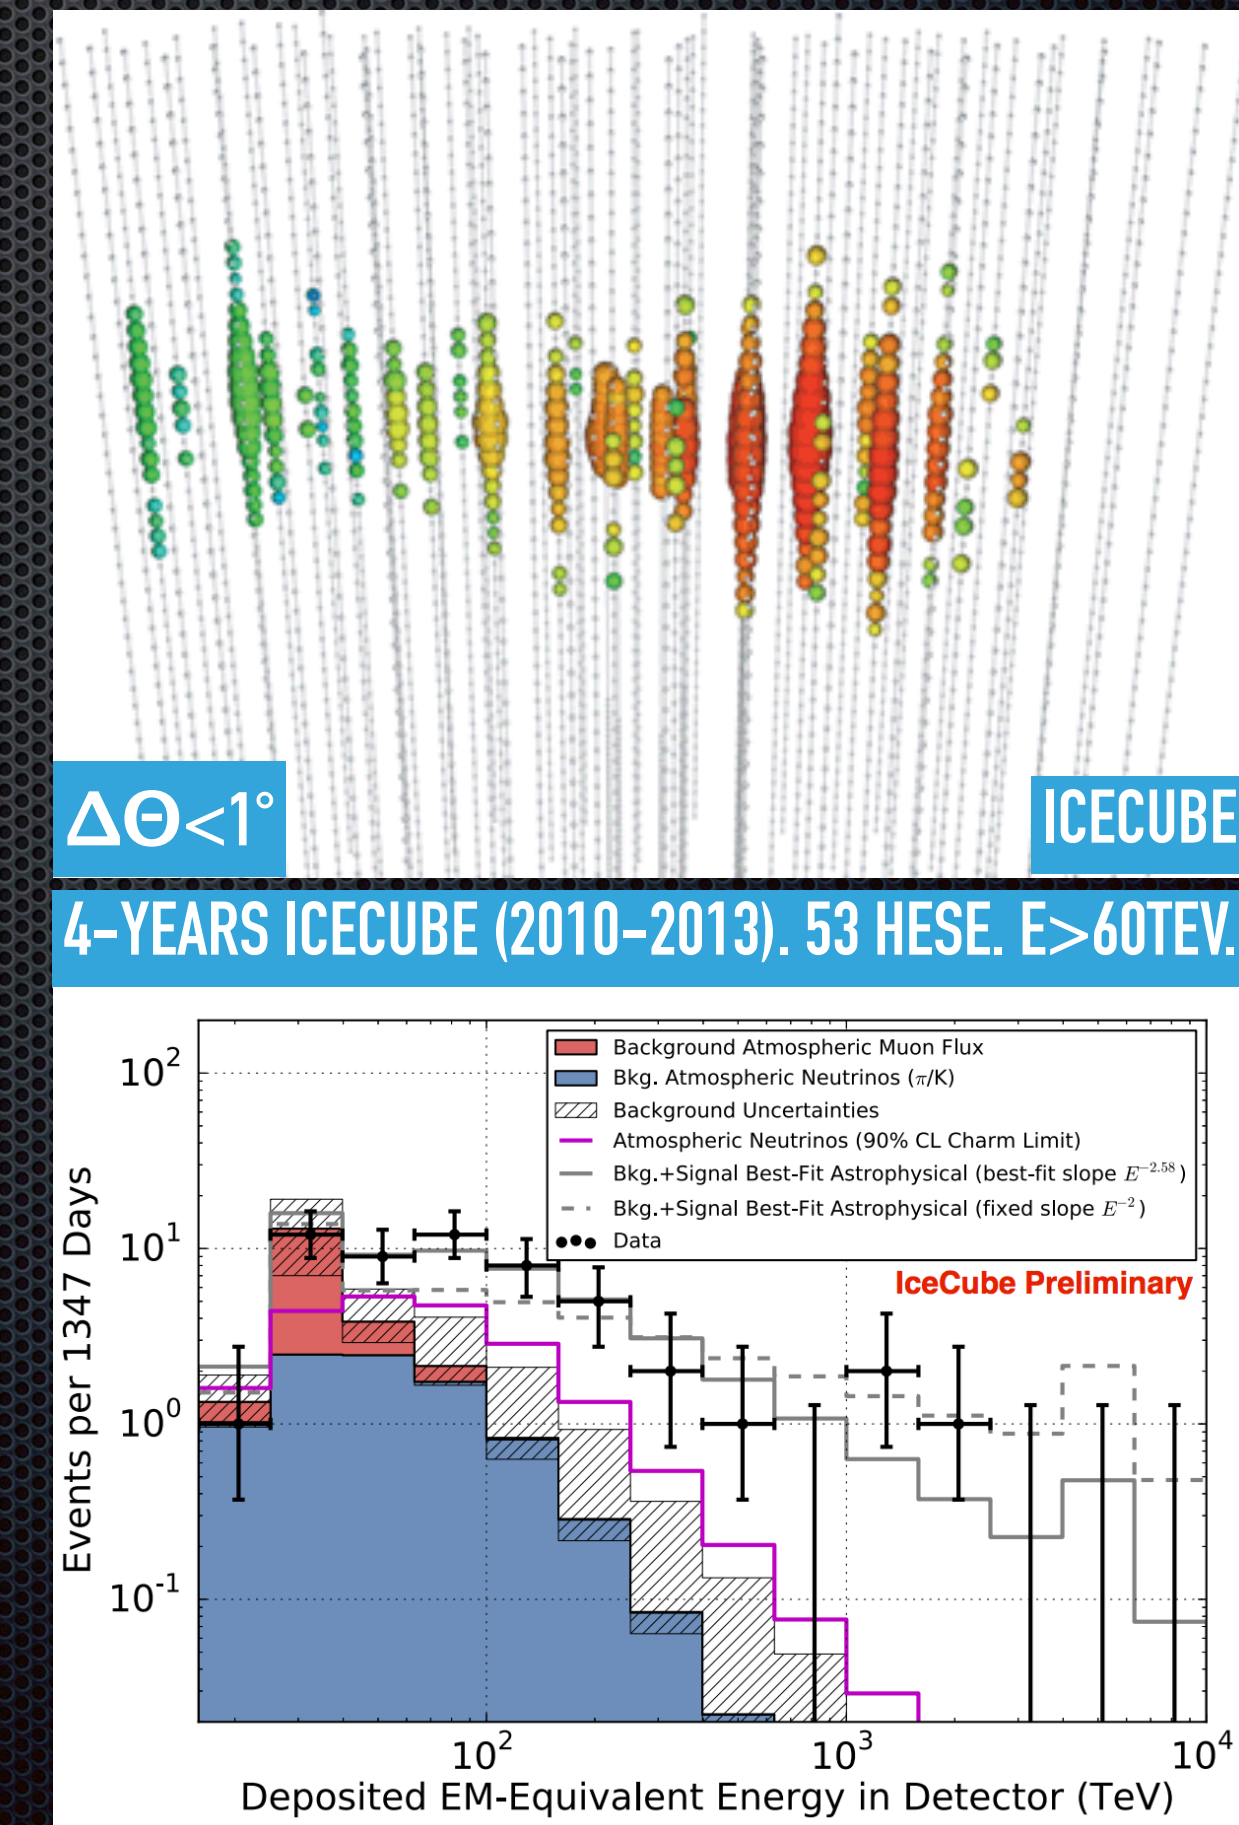 ΔΘ<1°
ICECUBE
4-YEARS ICECUBE (2010-2013). 53 HESE. E>60TEV.
Background Atmospheric Muon Flux
Bkg. Atmospheric Neutrinos (π/K)
Background Uncertainties
Atmospheric Neutrinos (90% CL Charm Limit)
Bkg.+Signal Best-Fit Astrophysical (best-fit slope E^-2.58)
Bkg.+Signal Best-Fit Astrophysical (fixed slope E^-2)
Data
IceCube Preliminary
Events per 1347 Days
10^2
10^1
10^0
10^-1
10^2 10^3 10^4
Deposited EM-Equivalent Energy in Detector (TeV)